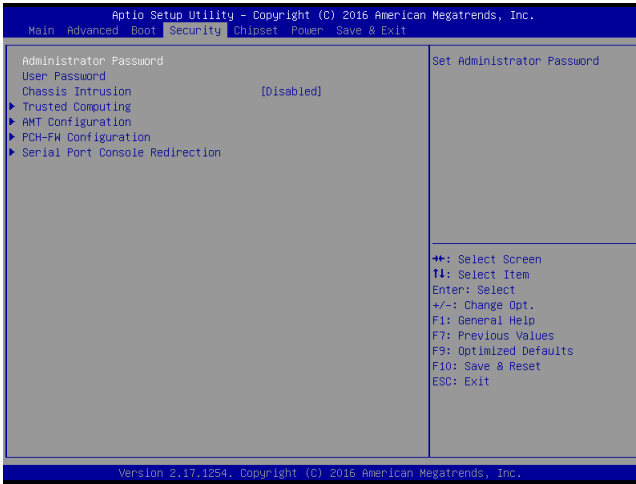 Aptio Setup Utility – Copyright (C) 2016 American Megatrends, Inc.
Main Advanced Boot Security Chipset Power Save & Exit
Administrator Password
User Password
Chassis Intrusion [Disabled]
Trusted Computing
AMT Configuration
PCH-FW Configuration
Serial Port Console Redirection
Set Administrator Password
→←: Select Screen
↑↓: Select Item
Enter: Select
+/-: Change Opt.
F1: General Help
F7: Previous Values
F9: Optimized Defaults
F10: Save & Reset
ESC: Exit
Version 2.17.1254. Copyright (C) 2016 American Megatrends, Inc.